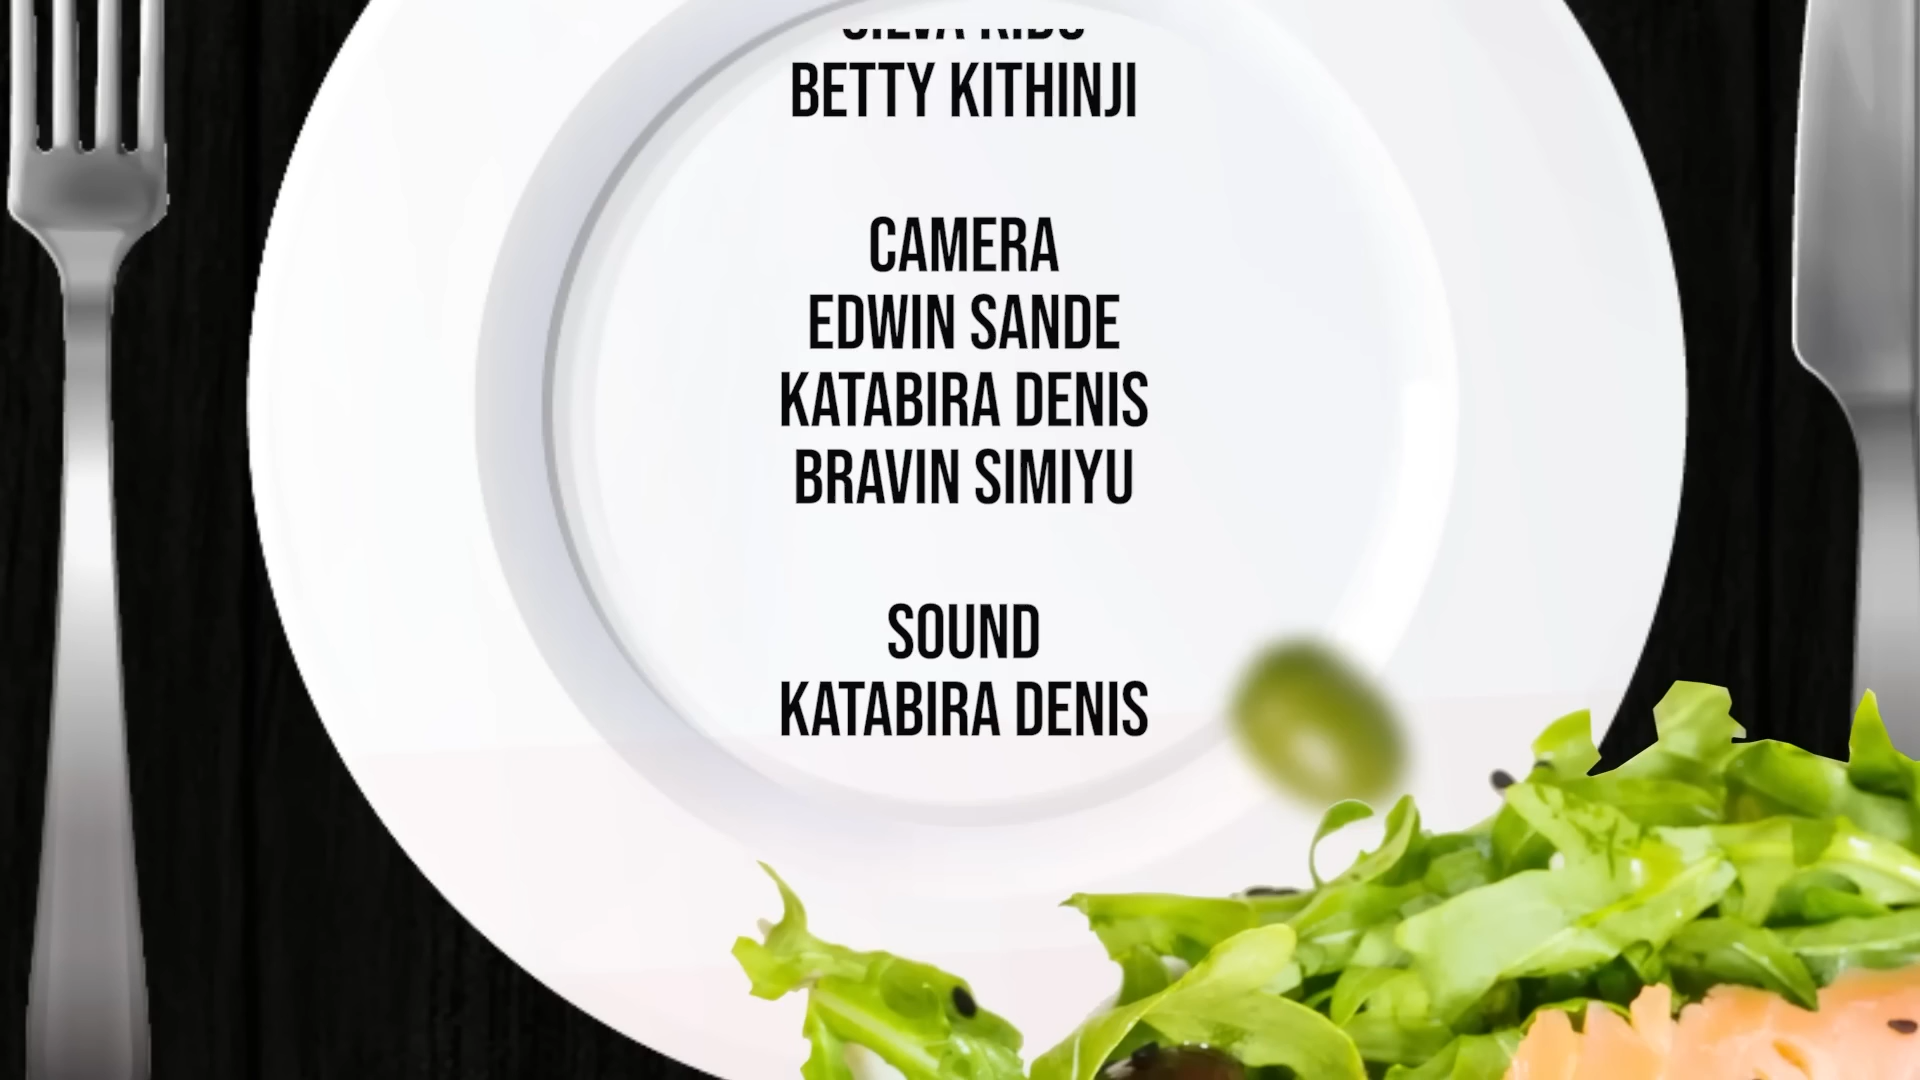 BETTY KITHINJI
CAMERA
EDWIN SANDE
KATABIRA DENIS
BRAVIN SIMIYU
SOUND
KATABIRA DENIS